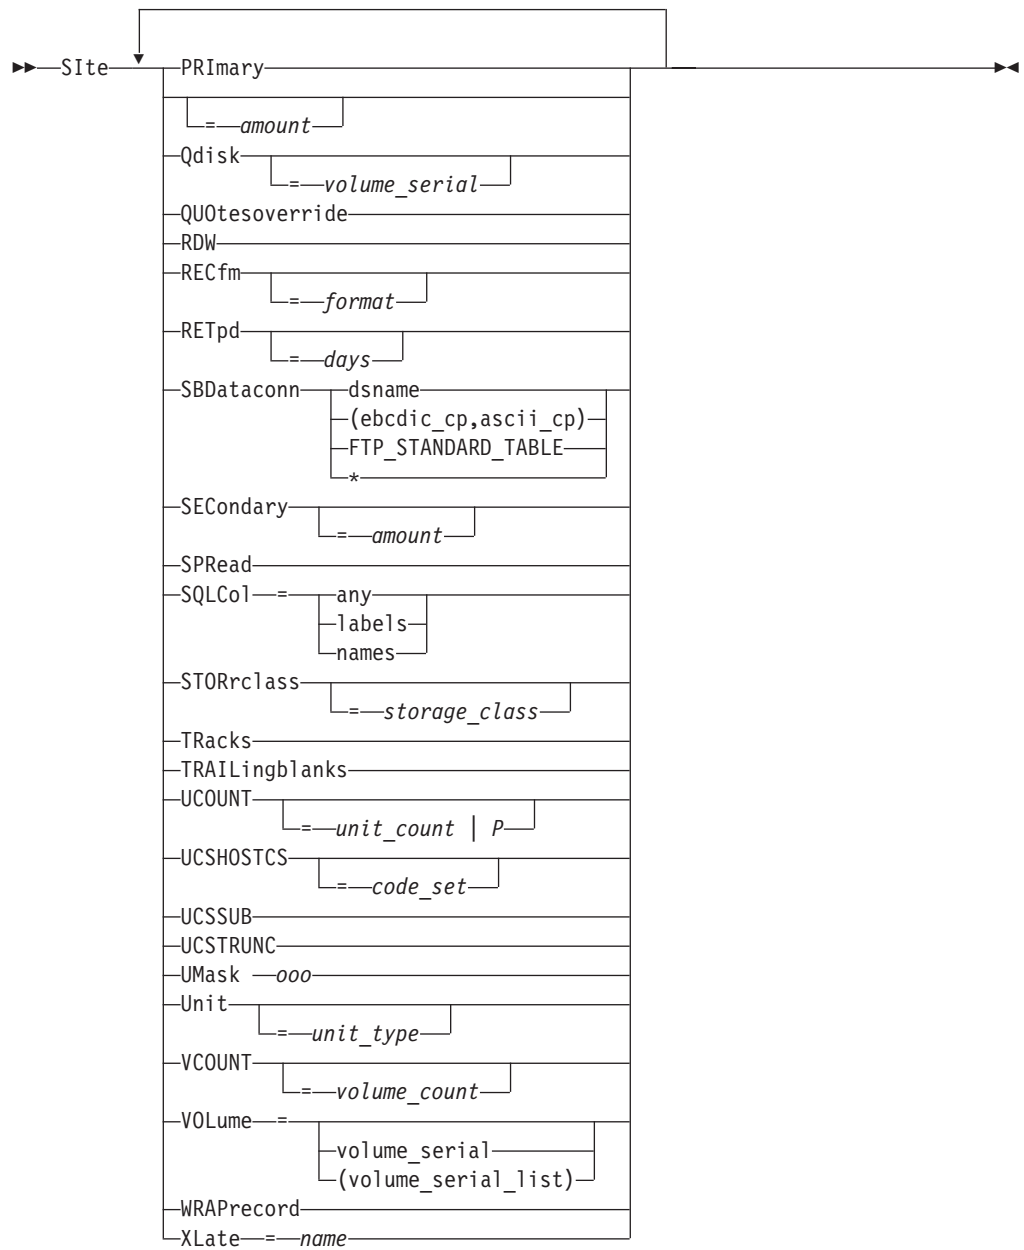 SIte PRImary
= amount
Qdisk
= volume_serial
QUOtesoverride
RDW
RECfm
= format
RETpd
= days
SBDataconn dsname
(ebcdic_cp,ascii_cp)
FTP_STANDARD_TABLE
*
SECondary
= amount
SPRead
SQLCol = any
labels
names
STORrclass
= storage_class
TRacks
TRAILingblanks
UCOUNT
= unit_count | P
UCSHOSTCS
= code_set
UCSSUB
UCSTRUNC
UMask ooo
Unit
= unit_type
VCOUNT
= volume_count
VOLume =
volume_serial
(volume_serial_list)
WRAPrecord
XLate = name